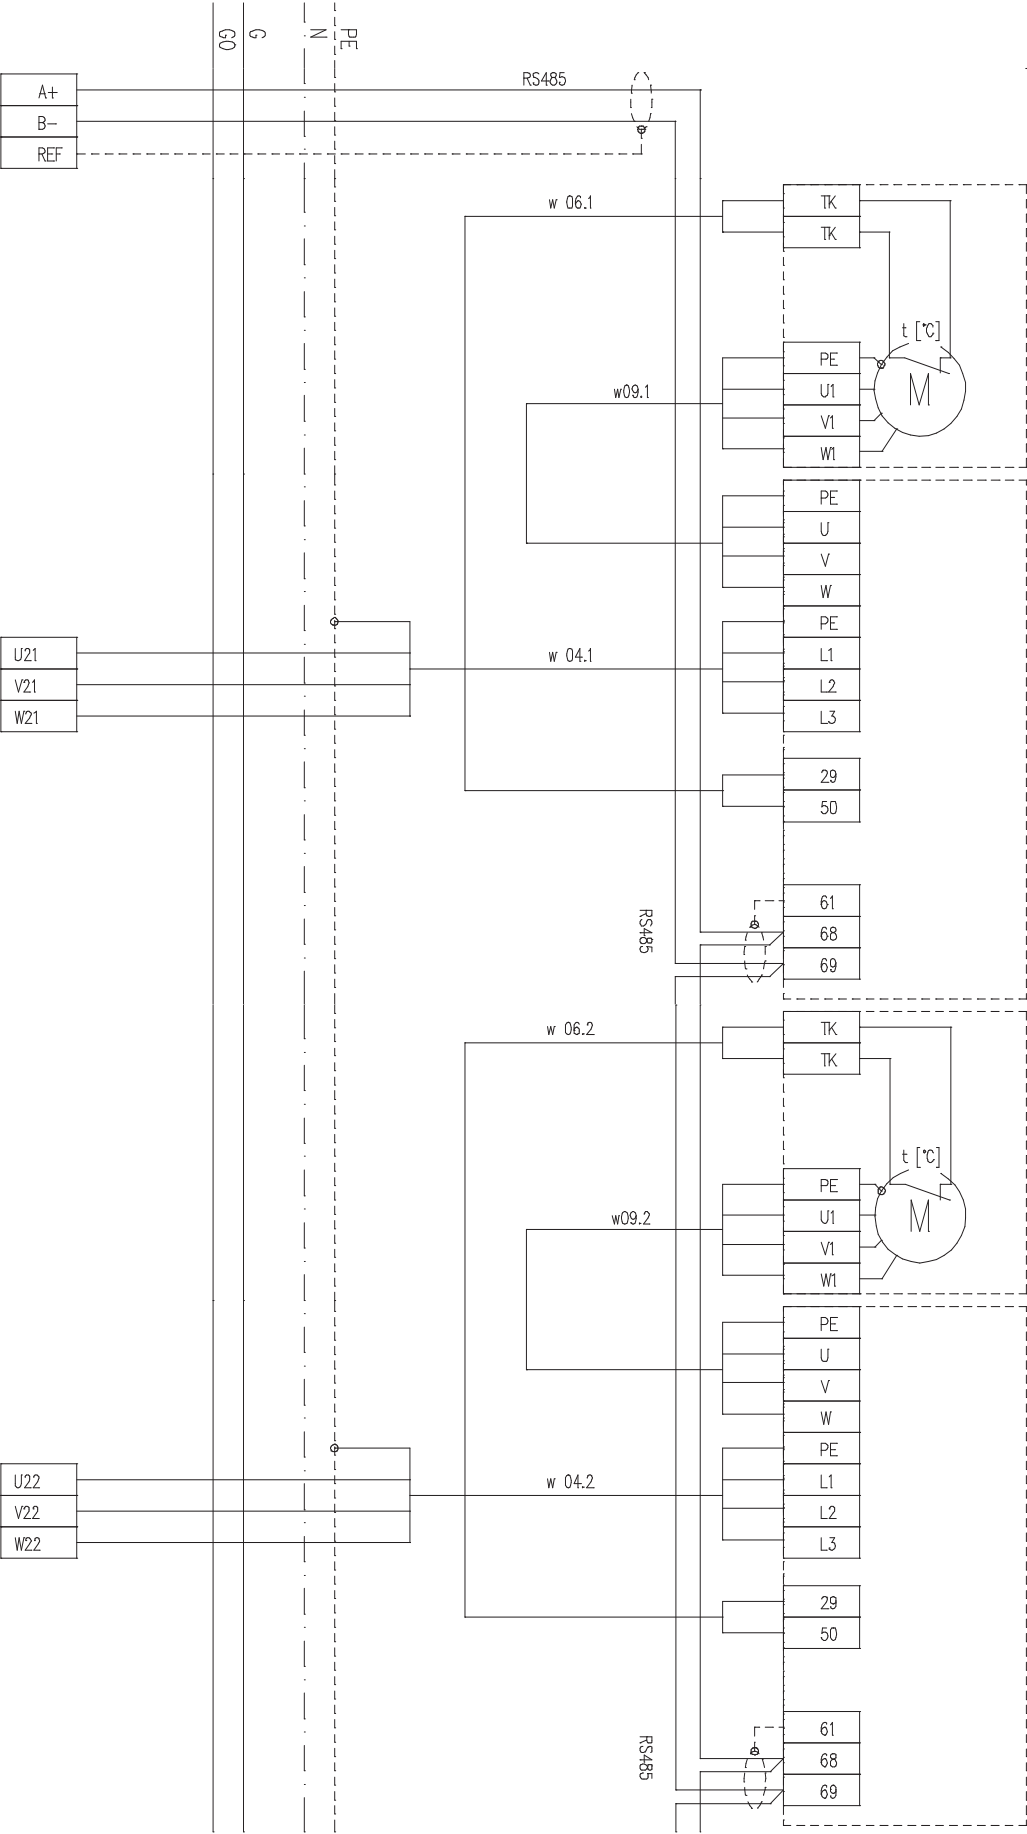 PE
N
G
G0
RS485
A+
B-
REF
w 06.1
TK
TK
t [°C]
M
w09.1
PE
U1
V1
W1
PE
U
V
W
PE
L1
L2
L3
w 04.1
U21
V21
W21
29
50
RS485
61
68
69
w 06.2
TK
TK
t [°C]
M
w09.2
PE
U1
V1
W1
PE
U
V
W
PE
L1
L2
L3
w 04.2
U22
V22
W22
29
50
RS485
61
68
69